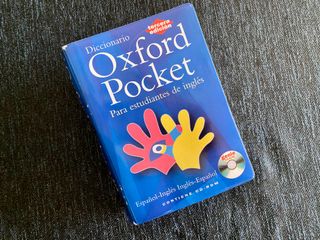 tercera
edición
Diccionario
Oxford
Pocket
Para estudiantes de inglés
Español-Inglés Inglés-Español
CONTIENE CD-ROM